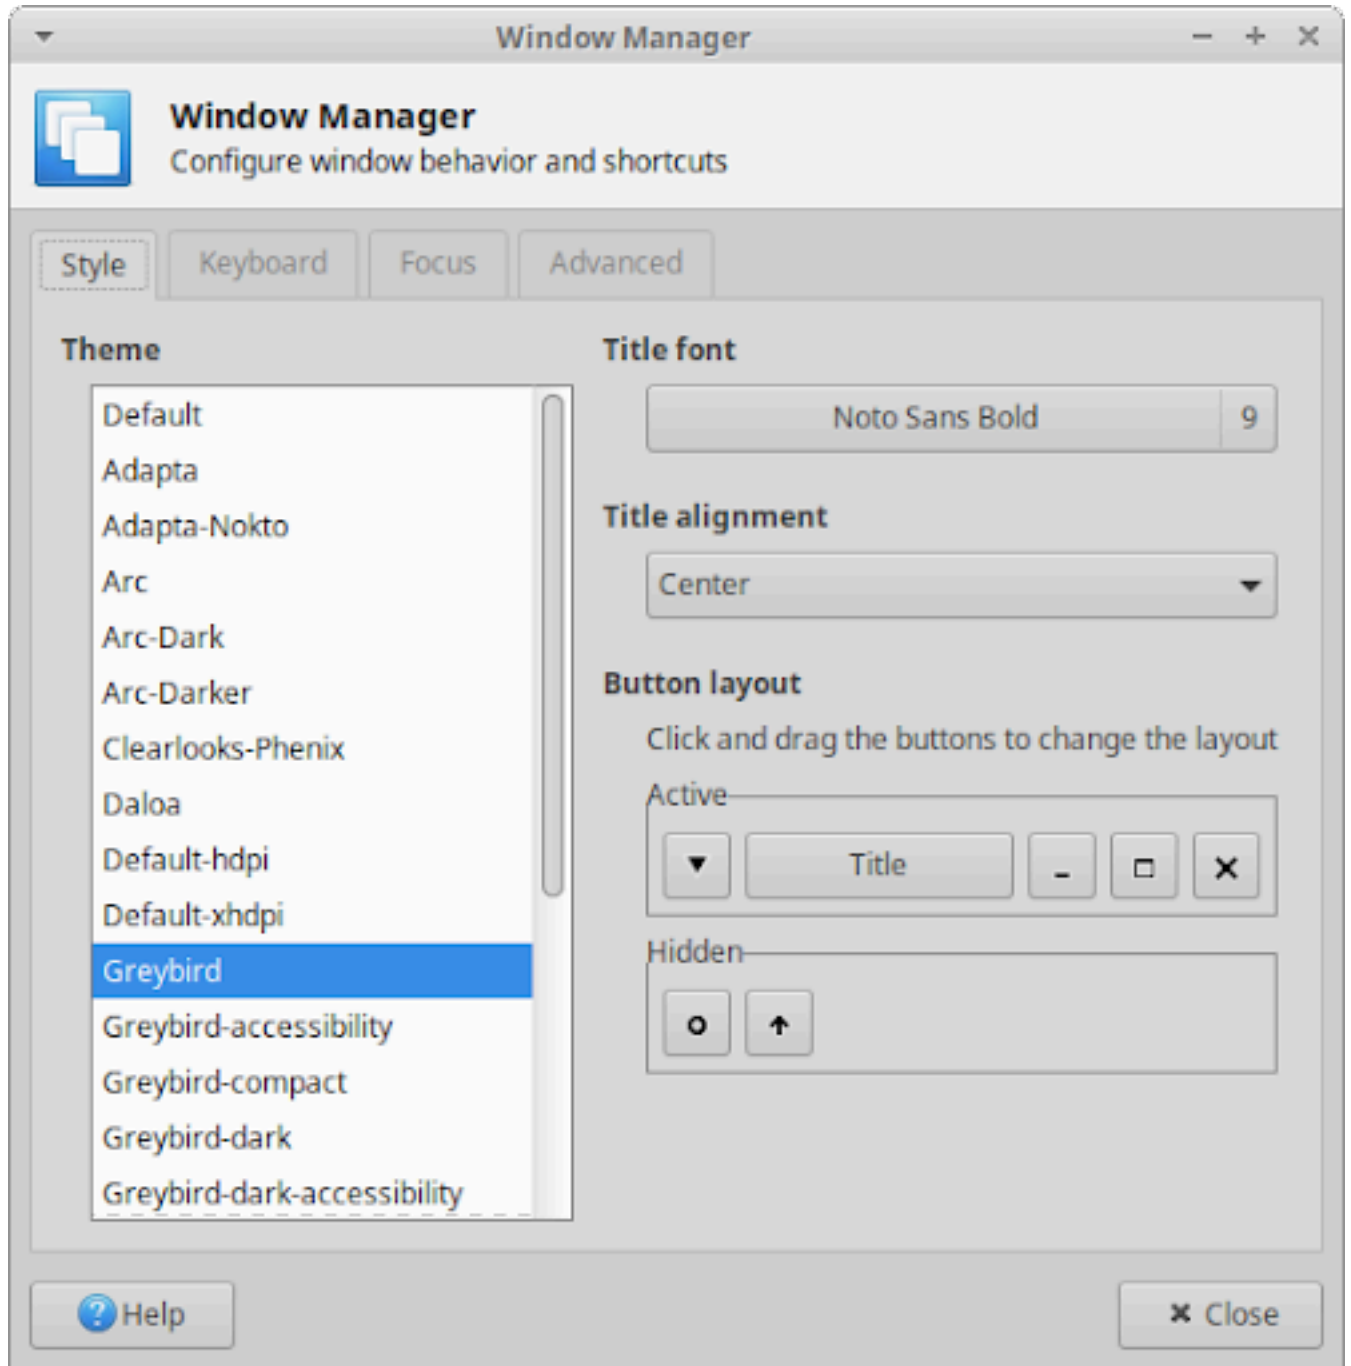 Window Manager
Window Manager
Configure window behavior and shortcuts
Style Keyboard Focus Advanced
Theme
Default
Adapta
Adapta-Nokto
Arc
Arc-Dark
Arc-Darker
Clearlooks-Phenix
Daloa
Default-hdpi
Default-xhdpi
Greybird
Greybird-accessibility
Greybird-compact
Greybird-dark
Greybird-dark-accessibility
Title font
Noto Sans Bold 9
Title alignment
Center
Button layout
Click and drag the buttons to change the layout
Active
Title
Hidden
Help
Close